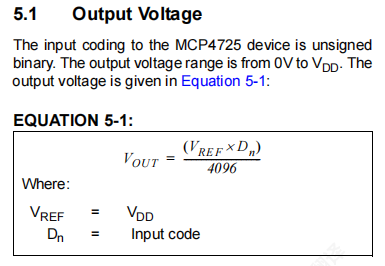 5.1 Output Voltage
The input coding to the MCP4725 device is unsigned
binary. The output voltage range is from 0V to VDD. The
output voltage is given in Equation 5-1:
EQUATION 5-1:
VOUT = (VREF × Dn) / 4096
Where:
VREF = VDD
Dn = Input code